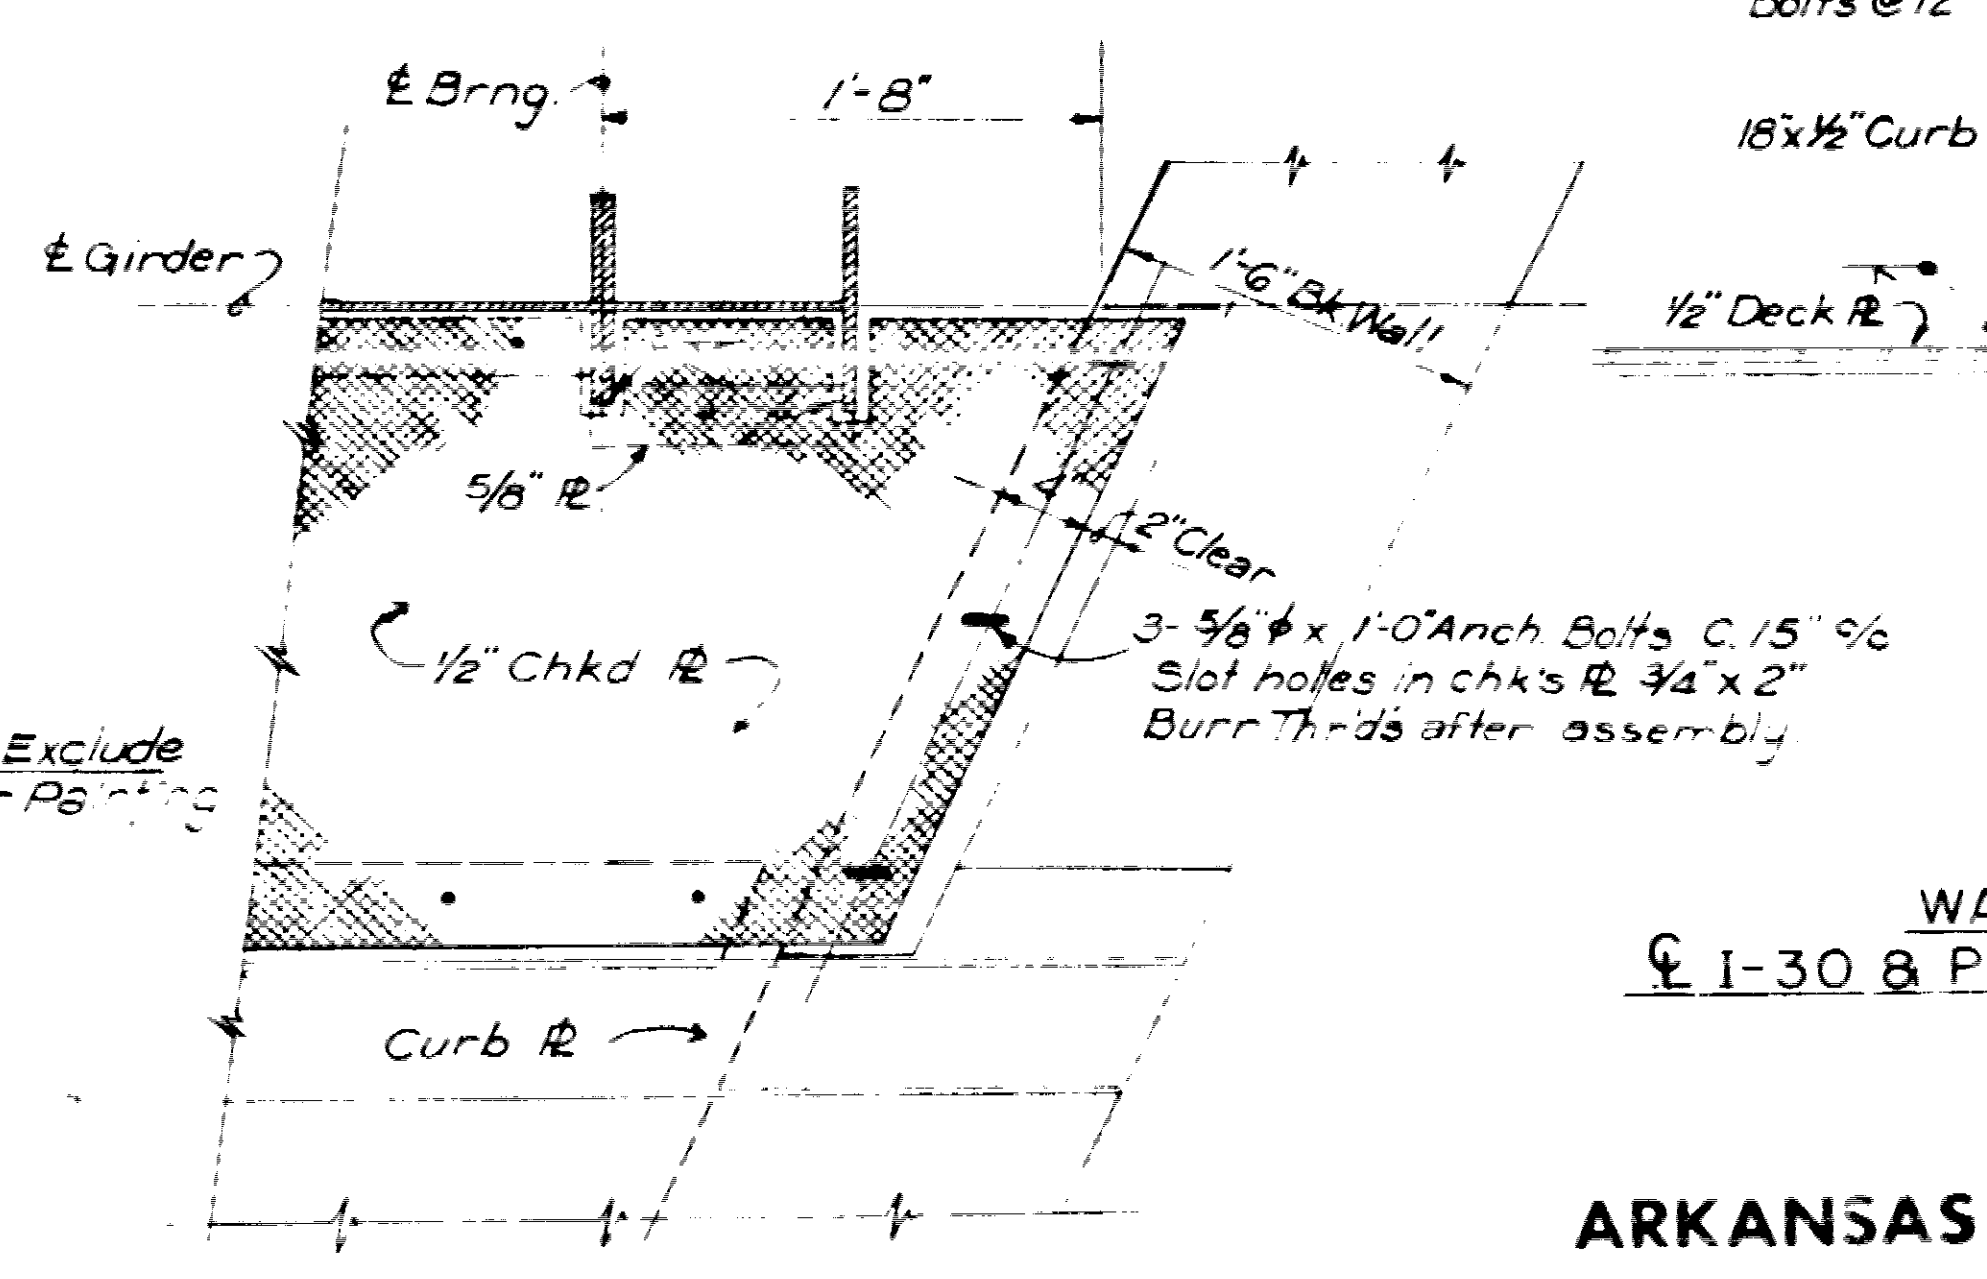 Bolts @ 12"
℄ Brng.
1'-8"
18"x½" Curb
℄ Girder
1'-6" Bk Wall
½" Deck ℞
5/8" ℞
2" Clear
3- 5/8"ϕ x 1'-0" Anch. Bolts C. 15" c/c
Slot holes in chk's ℞ ¾" x 2"
Burr Thr'ds after assembly.
½" Chkd ℞
Exclude
Painting
Curb ℞
℄ I-30 & P
ARKANSAS